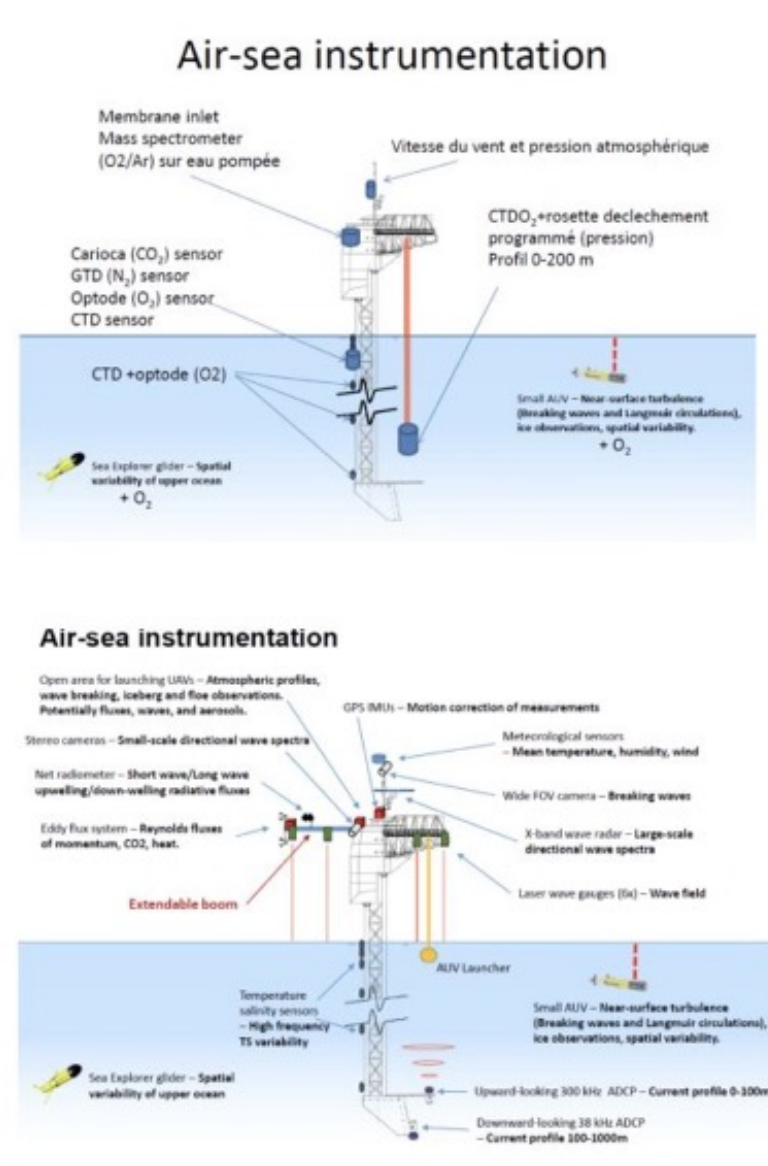 Air-sea instrumentation
Membrane inlet
Mass spectrometer
(O2/Ar) sur eau pompée
Vitesse du vent et pression atmosphérique
CTDO₂+rosette declechement
programmé (pression)
Profil 0-200 m
Carioca (CO₂) sensor
GTD (N₂) sensor
Optode (O₂) sensor
CTD sensor
CTD +optode (O2)
Small AUV – Near-surface turbulence
(Breaking waves and Langmuir circulations),
ice observations, spatial variability.
+ O₂
Sea Explorer glider – Spatial
variability of upper ocean
+ O₂
Air-sea instrumentation
Open area for launching UAVs – Atmospheric profiles,
wave breaking, iceberg and floe observations.
Potentially fluxes, waves, and aerosols.
GPS IMUs – Motion correction of measurements
Stereo cameras – Small-scale directional wave spectra
Meteorological sensors
– Mean temperature, humidity, wind
Net radiometer – Short wave/Long wave
upwelling/down-welling radiative fluxes
Wide FOV camera – Breaking waves
Eddy flux system – Reynolds fluxes
of momentum, CO2, heat.
X-band wave radar – Large-scale
directional wave spectra
Laser wave gauges (6x) – Wave field
Extendable boom
AUV Launcher
Temperature
salinity sensors
– High frequency
TS variability
Small AUV – Near-surface turbulence
(Breaking waves and Langmuir circulations),
ice observations, spatial variability.
Sea Explorer glider – Spatial
variability of upper ocean
Upward-looking 300 kHz ADCP – Current profile 0-100m
Downward-looking 38 kHz ADCP
– Current profile 100-1000m